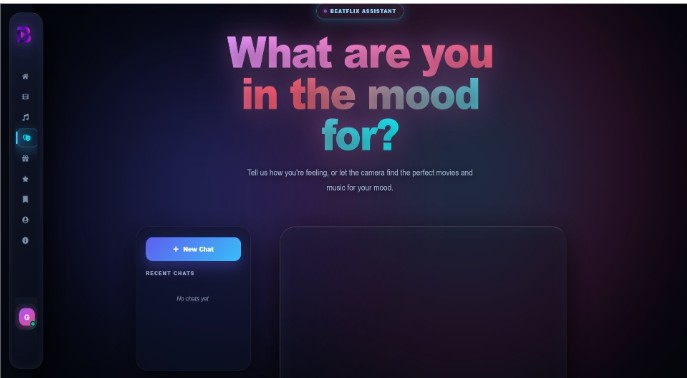 BEATFLIX ASSISTANT
What are you
in the mood
for?
Tell us how you're feeling, or let the camera find the perfect movies and
music for your mood.
+ New Chat
RECENT CHATS
No chats yet
G